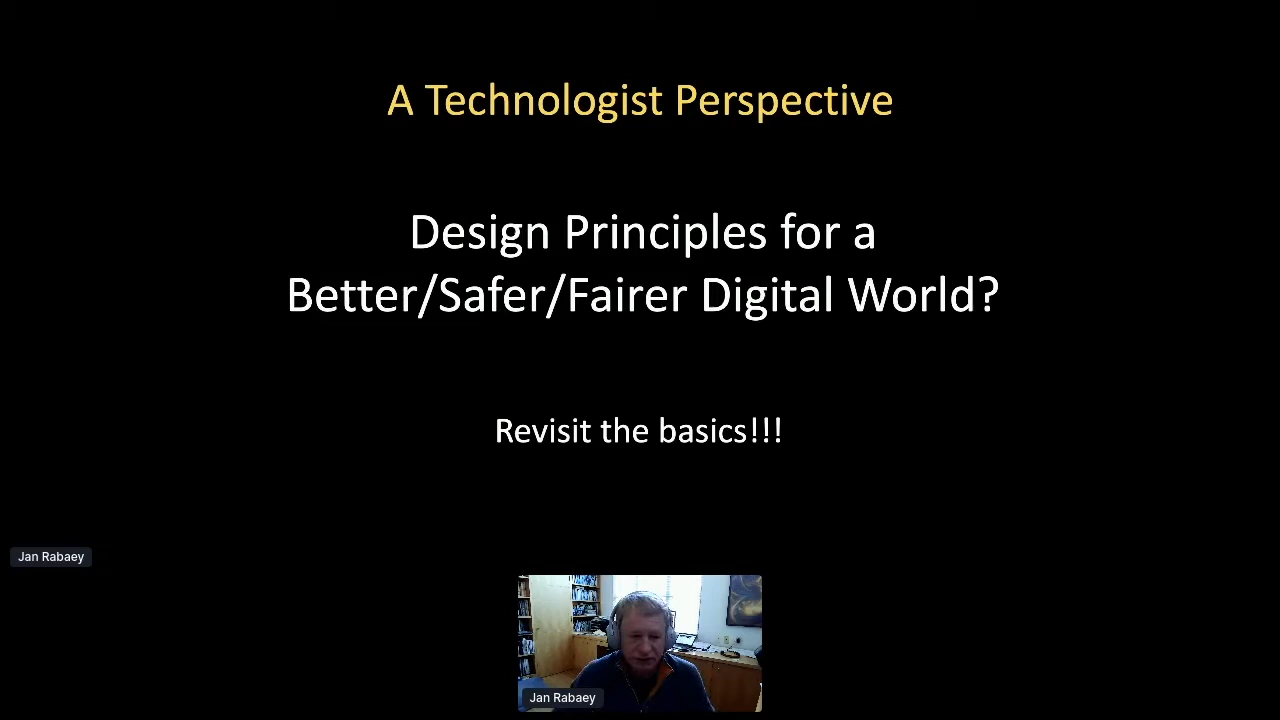 A Technologist Perspective
Design Principles for a
Better/Safer/Fairer Digital World?
Revisit the basics!!!
Jan Rabaey
Jan Rabaey